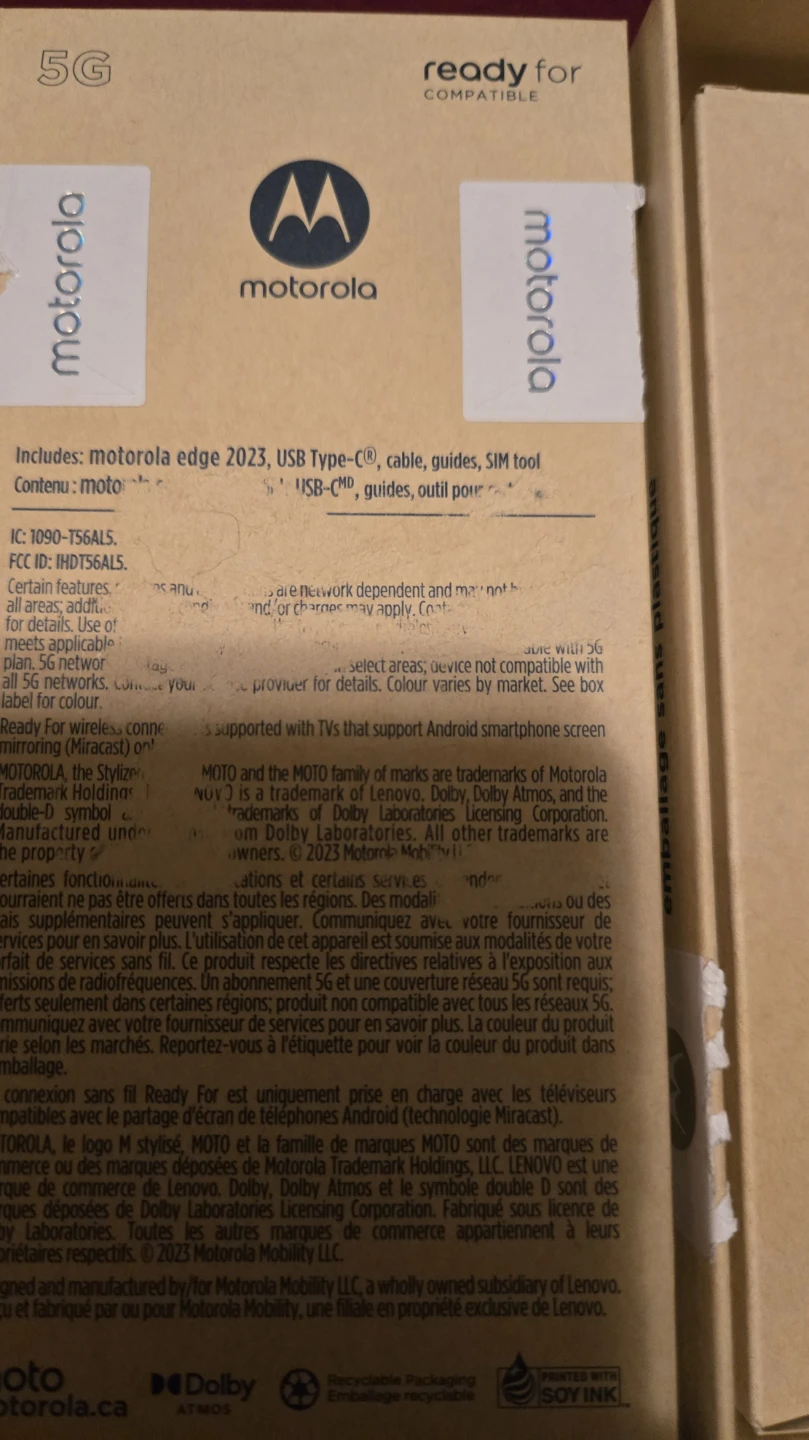 5G
ready for
COMPATIBLE
motorola
motorola
motorola
Includes: motorola edge 2023, USB Type-C®, cable, guides, SIM tool
Contenu : USB-Cᴹᴰ, guides, outil
IC: 1090-T56AL5.
FCC ID: IHDT56AL5.
Certain features, are network dependent and may not
all areas; and/or charges may apply.
for details. Use of
meets applicable with 5G
plan. 5G select areas; device not compatible with
all 5G networks. your provider for details. Colour varies by market. See box
label for colour.
Ready For wireless supported with TVs that support Android smartphone screen
mirroring (Miracast)
MOTOROLA, the MOTO and the MOTO family of marks are trademarks of Motorola
Trademark is a trademark of Lenovo. Dolby, Dolby Atmos, and the
double-D symbol trademarks of Dolby Laboratories Licensing Corporation.
Manufactured Dolby Laboratories. All other trademarks are
he property owners. © 2023
et certains services
ourraient ne pas être offerts dans toutes les régions. Des ou des
ais supplémentaires peuvent s'appliquer. Communiquez avec votre fournisseur de
rvices pour en savoir plus. L'utilisation de cet appareil est soumise aux modalités de votre
rfait de services sans fil. Ce produit respecte les directives relatives à l'exposition aux
missions de radiofréquences. Un abonnement 5G et une couverture réseau 5G sont requis;
ferts seulement dans certaines régions; produit non compatible avec tous les réseaux 5G.
mmuniquez avec votre fournisseur de services pour en savoir plus. La couleur du produit
rie selon les marchés. Reportez-vous à l'étiquette pour voir la couleur du produit dans
mballage.
connexion sans fil Ready For est uniquement prise en charge avec les téléviseurs
mpatibles avec le partage d'écran de téléphones Android (technologie Miracast).
TOROLA, le logo M stylisé, MOTO et la famille de marques MOTO sont des marques de
mmerce ou des marques déposées de Motorola Trademark Holdings, LLC. LENOVO est une
rque de commerce de Lenovo. Dolby, Dolby Atmos et le symbole double D sont des
ques déposées de Dolby Laboratories Licensing Corporation. Fabriqué sous licence de
by Laboratories. Toutes les autres marques de commerce appartiennent à leurs
priétaires respectifs. © 2023 Motorola Mobility LLC.
gned and manufactured by/for Motorola Mobility LLC, a wholly owned subsidiary of Lenovo.
u et fabriqué par ou pour Motorola Mobility, une filiale en propriété exclusive de Lenovo.
oto
otorola.ca
Dolby
ATMOS
Recyclable Packaging
Emballage recyclable
PRINTED WITH
SOY INK
emballage sans plastique